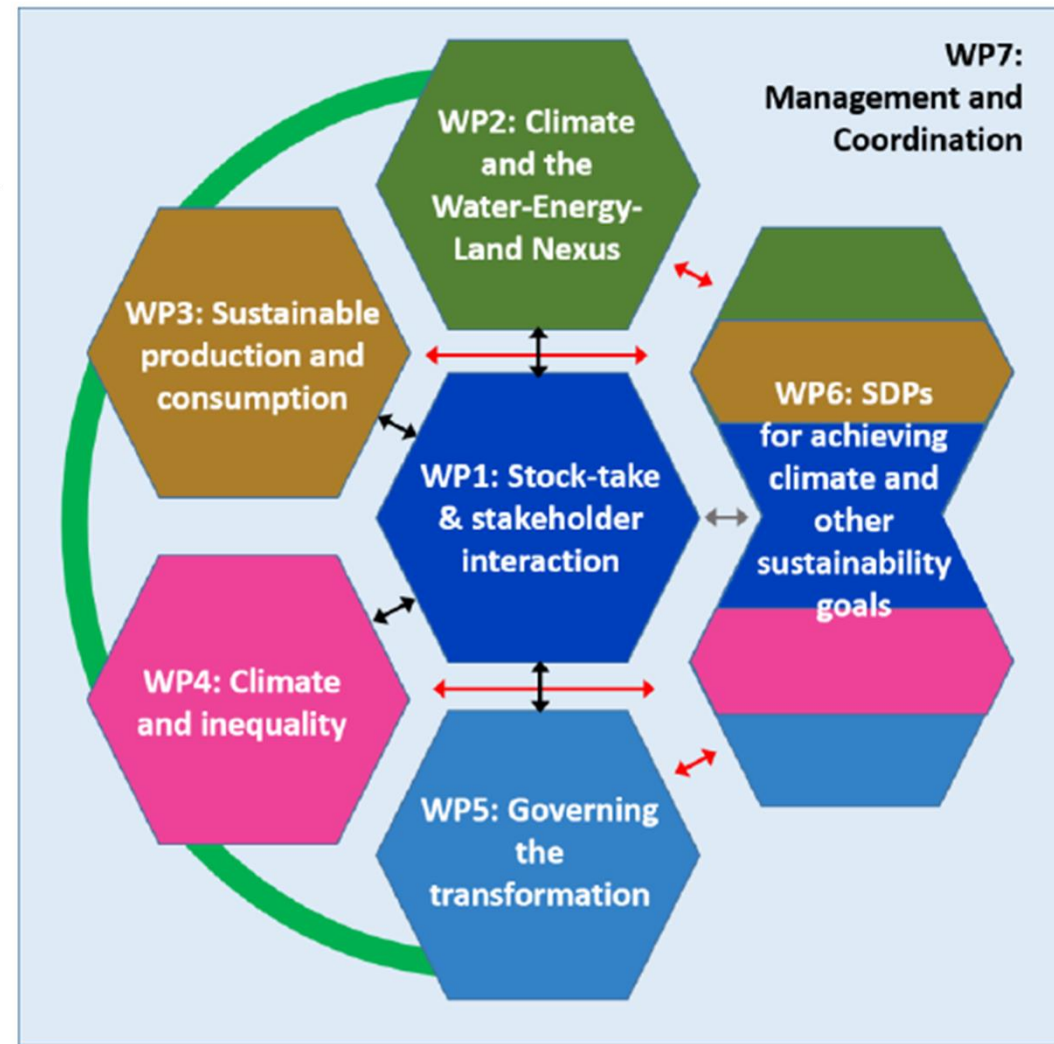 WP7:
Management and
Coordination
WP2: Climate
and the
Water-Energy-
Land Nexus
WP3: Sustainable
production and
consumption
WP6: SDPs
for achieving
climate and
other
sustainability
goals
WP1: Stock-take
& stakeholder
interaction
WP4: Climate
and inequality
WP5: Governing
the
transformation